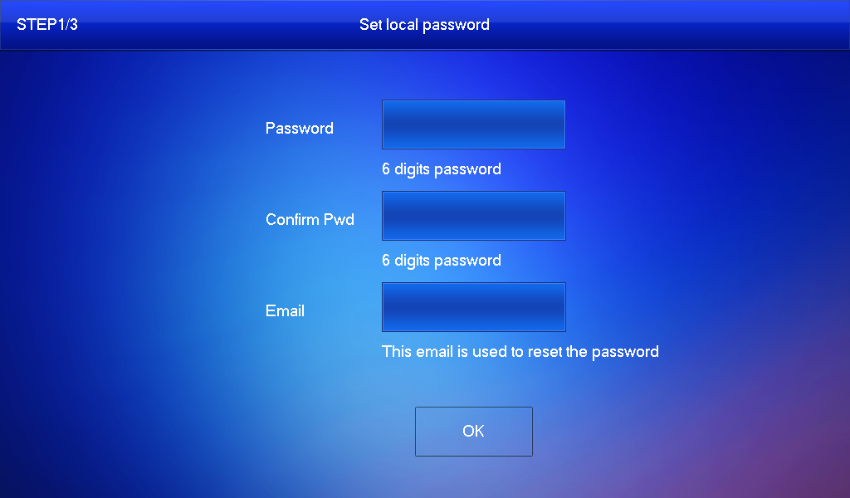 STEP1/3
Set local password
Password
6 digits password
Confirm Pwd
6 digits password
Email
This email is used to reset the password
OK